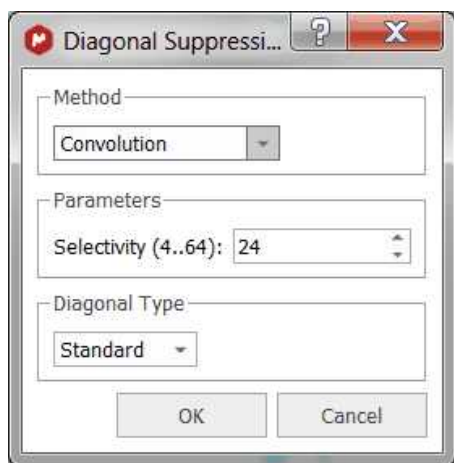 Diagonal Suppressi...
Method
Convolution
Parameters
Selectivity (4..64): 24
Diagonal Type
Standard
OK Cancel